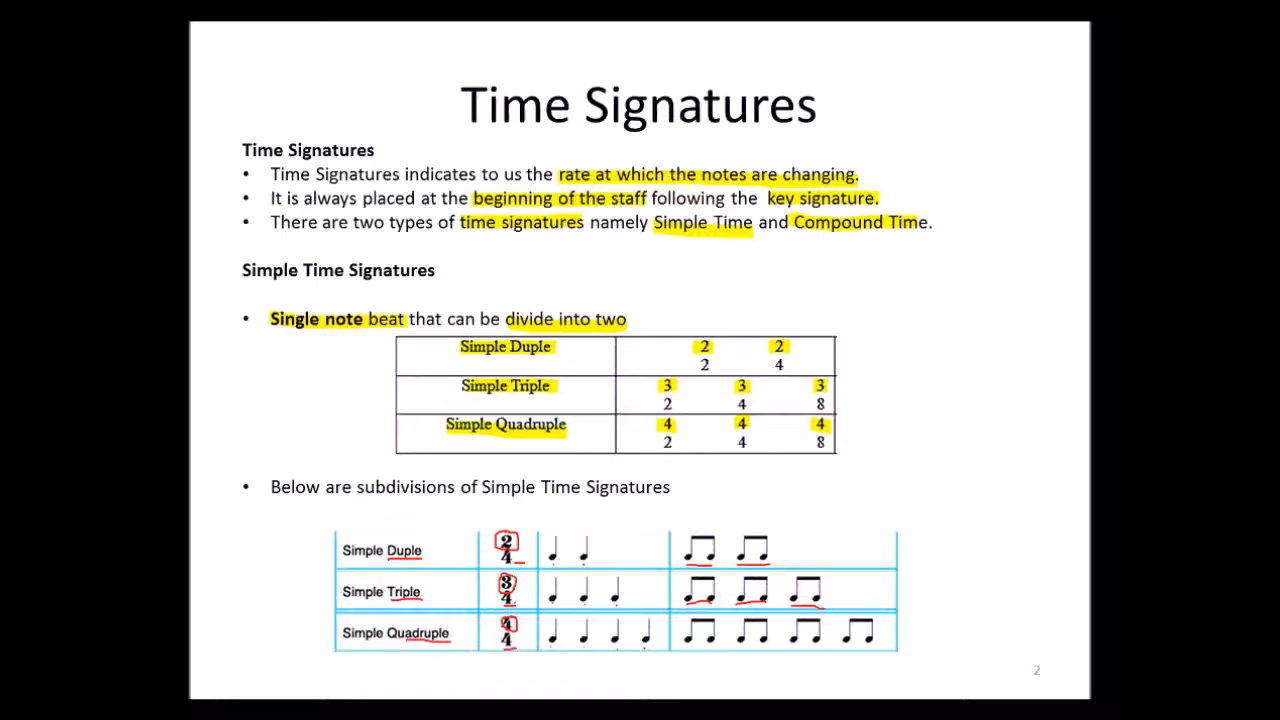 Time Signatures
Time Signatures
• Time Signatures indicates to us the rate at which the notes are changing.
• It is always placed at the beginning of the staff following the key signature.
• There are two types of time signatures namely Simple Time and Compound Time.
Simple Time Signatures
• Single note beat that can be divide into two
Simple Duple 2 2
2 4
Simple Triple 3 3 3
2 4 8
Simple Quadruple 4 4 4
2 4 8
• Below are subdivisions of Simple Time Signatures
Simple Duple 2
4
Simple Triple 3
4
Simple Quadruple 4
4
2